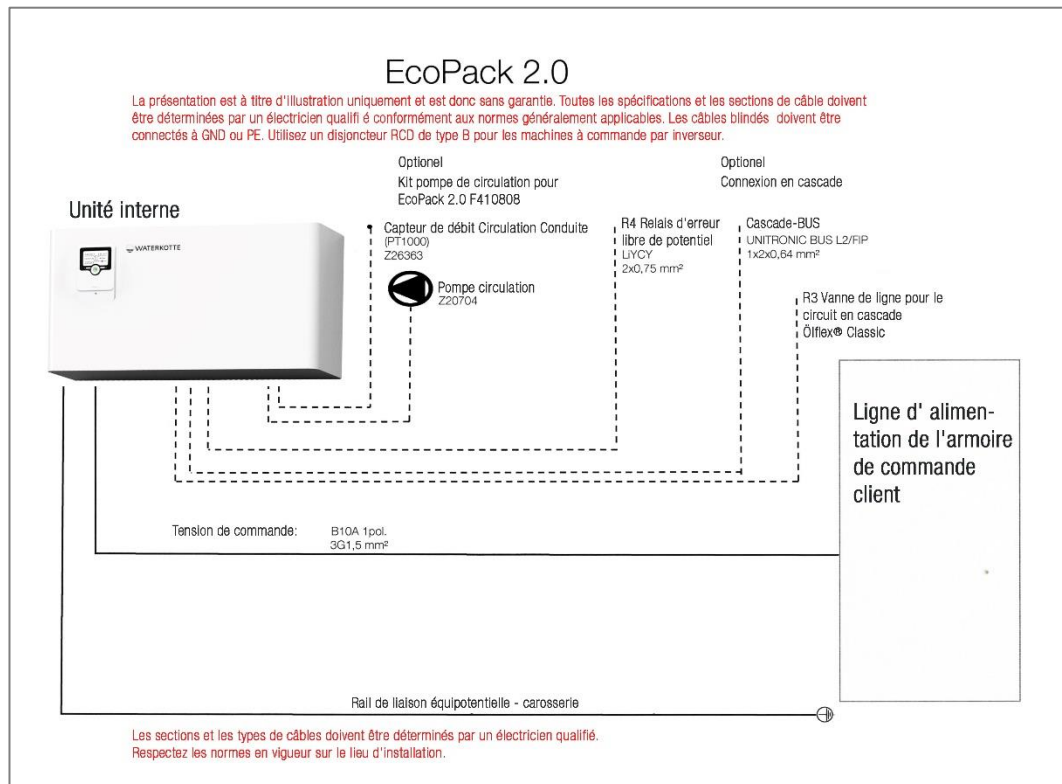 EcoPack 2.0
La présentation est à titre d'illustration uniquement et est donc sans garantie. Toutes les spécifications et les sections de câble doivent
être déterminées par un électricien qualifi é conformément aux normes généralement applicables. Les câbles blindés doivent être
connectés à GND ou PE. Utilisez un disjoncteur RCD de type B pour les machines à commande par inverseur.
Optionel
Kit pompe de circulation pour
EcoPack 2.0 F410808
Optionel
Connexion en cascade
Unité interne
WATERKOTTE
Capteur de débit Circulation Conduite
(PT1000)
Z26363
Pompe circulation
Z20704
R4 Relais d'erreur
libre de potentiel
LiYCY
2x0,75 mm²
Cascade-BUS
UNITRONIC BUS L2/FIP
1x2x0,64 mm²
R3 Vanne de ligne pour le
circuit en cascade
Ölflex® Classic
Ligne d' alimen-
tation de l'armoire
de commande
client
Tension de commande:
B10A 1pol.
3G1,5 mm²
Rail de liaison équipotentielle - carosserie
Les sections et les types de câbles doivent être déterminés par un électricien qualifié.
Respectez les normes en vigueur sur le lieu d'installation.